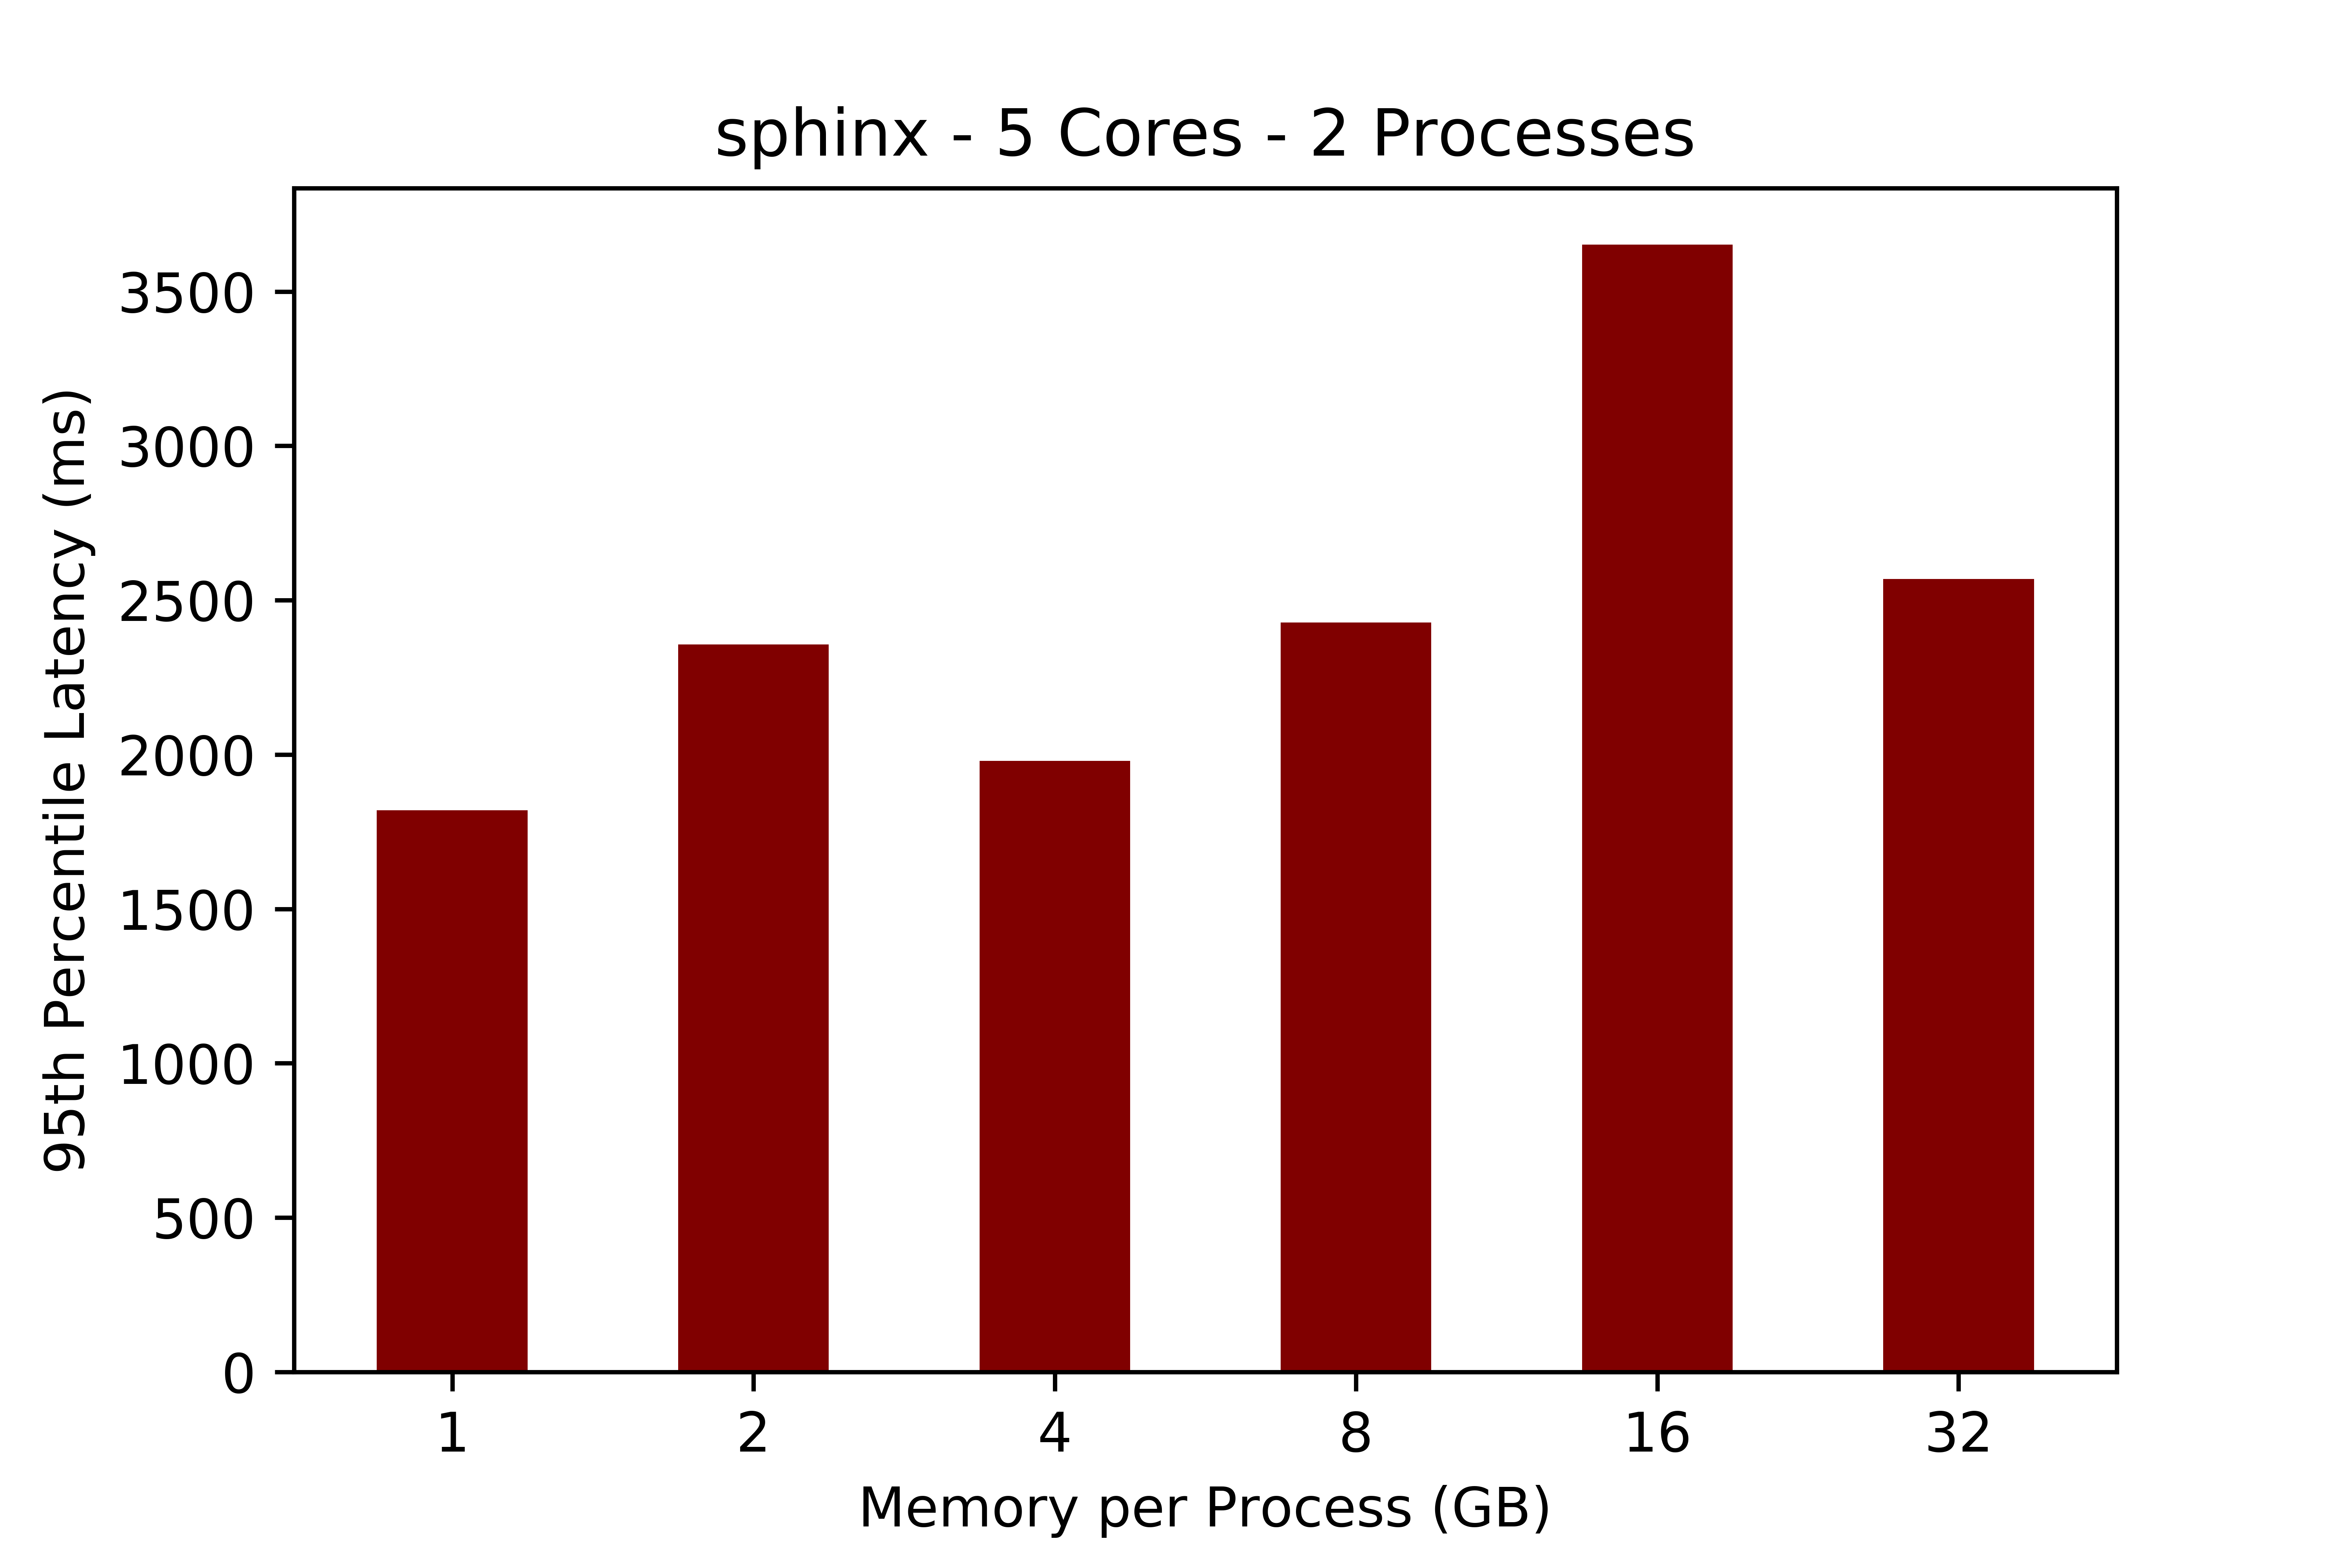 sphinx - 5 Cores - 2 Processes
95th Percentile Latency (ms)
3500
3000
2500
2000
1500
1000
500
0
1 2 4 8 16 32
Memory per Process (GB)